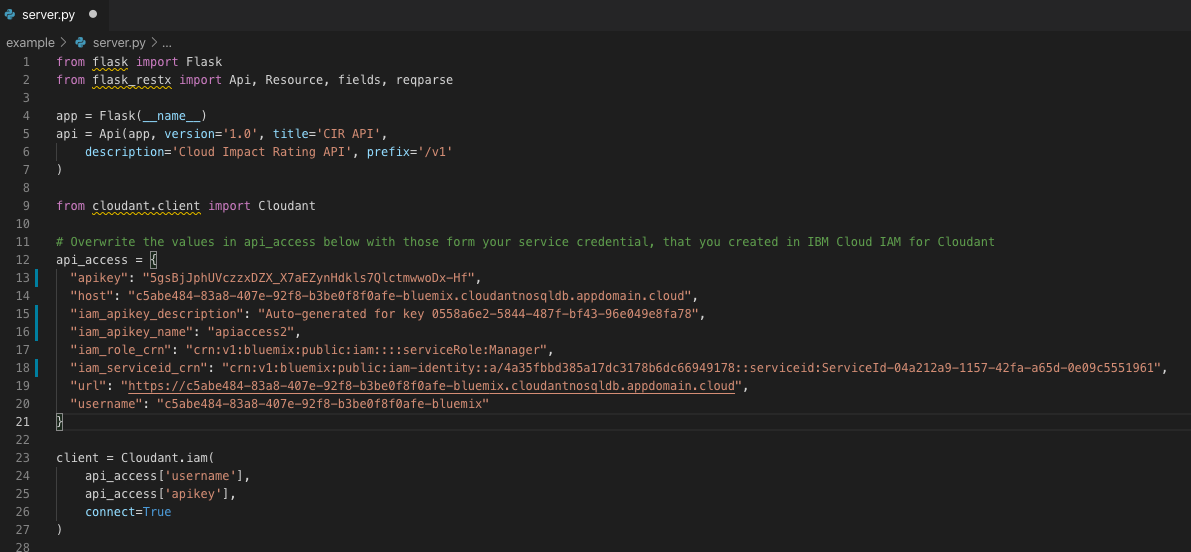 server.py
example > server.py > ...
1 from flask import Flask
2 from flask_restx import Api, Resource, fields, reqparse
3
4 app = Flask(__name__)
5 api = Api(app, version='1.0', title='CIR API',
6 description='Cloud Impact Rating API', prefix='/v1'
7 )
8
9 from cloudant.client import Cloudant
10
11 # Overwrite the values in api_access below with those form your service credential, that you created in IBM Cloud IAM for Cloudant
12 api_access = {
13 "apikey": "5gsBjJphUVczzxDZX_X7aEZynHdkls7QlctmwwoDx-Hf",
14 "host": "c5abe484-83a8-407e-92f8-b3be0f8f0afe-bluemix.cloudantnosqldb.appdomain.cloud",
15 "iam_apikey_description": "Auto-generated for key 0558a6e2-5844-487f-bf43-96e049e8fa78",
16 "iam_apikey_name": "apiaccess2",
17 "iam_role_crn": "crn:v1:bluemix:public:iam::::serviceRole:Manager",
18 "iam_serviceid_crn": "crn:v1:bluemix:public:iam-identity::a/4a35fbbd385a17dc3178b6dc66949178::serviceid:ServiceId-04a212a9-1157-42fa-a65d-0e09c5551961",
19 "url": "https://c5abe484-83a8-407e-92f8-b3be0f8f0afe-bluemix.cloudantnosqldb.appdomain.cloud",
20 "username": "c5abe484-83a8-407e-92f8-b3be0f8f0afe-bluemix"
21 }
22
23 client = Cloudant.iam(
24 api_access['username'],
25 api_access['apikey'],
26 connect=True
27 )
28